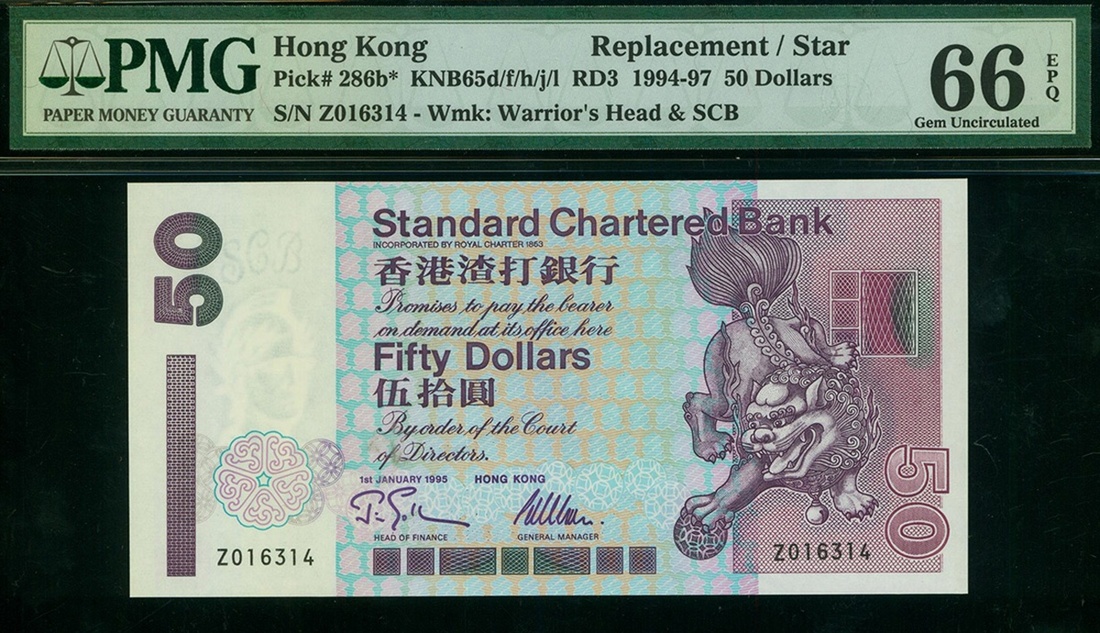 PMG
PAPER MONEY GUARANTY
Hong Kong Replacement / Star
Pick# 286b* KNB65d/f/h/j/l RD3 1994-97 50 Dollars
S/N Z016314 - Wmk: Warrior's Head & SCB
66
EPQ
Gem Uncirculated
50
SCB
Standard Chartered Bank
INCORPORATED BY ROYAL CHARTER 1853
香港渣打銀行
Promises to pay the bearer
on demand at its office here
Fifty Dollars
伍拾圓
By order of the Court
of Directors.
1st JANUARY 1995 HONG KONG
HEAD OF FINANCE GENERAL MANAGER
Z016314
Z016314
50